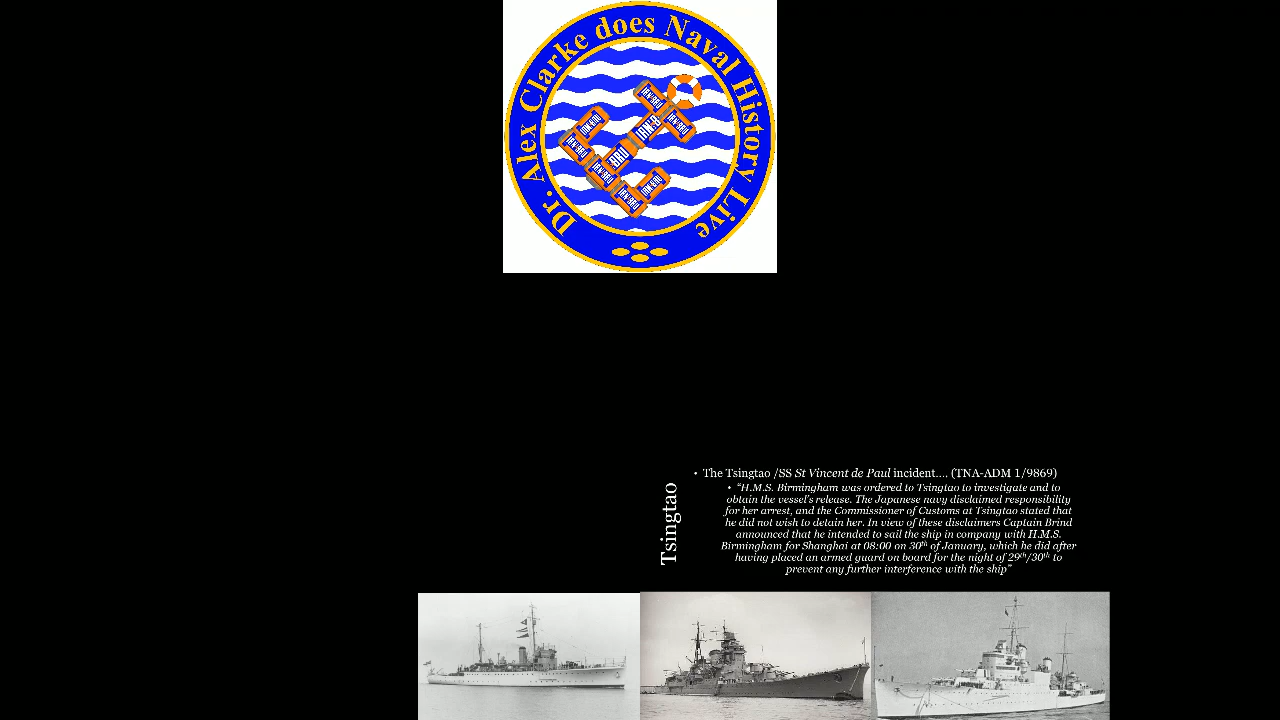 Dr. Alex Clarke does Naval History Live
Tsingtao
• The Tsingtao /SS St Vincent de Paul incident.... (TNA-ADM 1/9869)
• “H.M.S. Birmingham was ordered to Tsingtao to investigate and to
obtain the vessel's release. The Japanese navy disclaimed responsibility
for her arrest, and the Commissioner of Customs at Tsingtao stated that
he did not wish to detain her. In view of these disclaimers Captain Brind
announced that he intended to sail the ship in company with H.M.S.
Birmingham for Shanghai at 08:00 on 30th of January, which he did after
having placed an armed guard on board for the night of 29th/30th to
prevent any further interference with the ship”